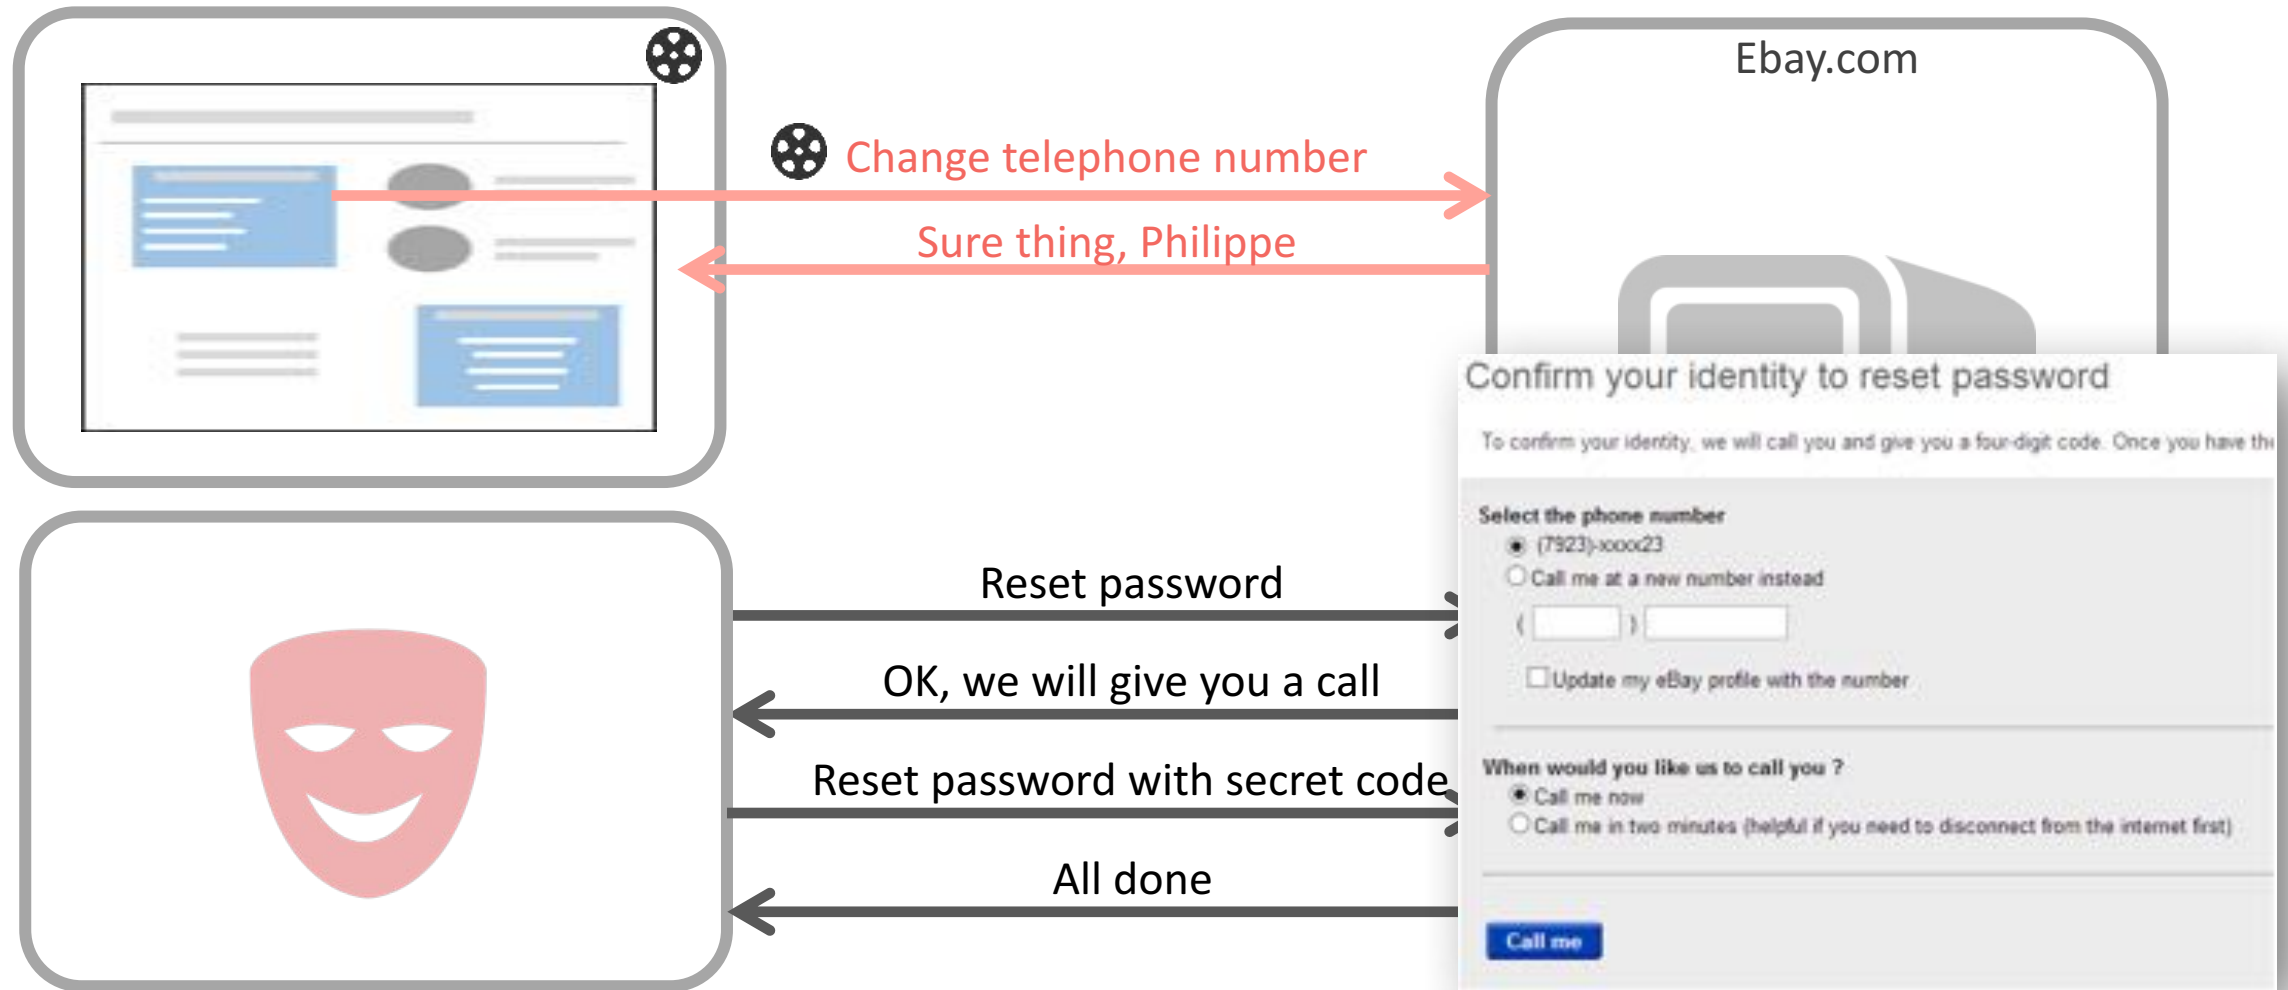 Ebay.com
Change telephone number
Sure thing, Philippe
Confirm your identity to reset password
To confirm your identity, we will call you and give you a four-digit code. Once you have the
Select the phone number
(7923)-xxxx23
Call me at a new number instead
( )
Update my eBay profile with the number
When would you like us to call you ?
Call me now
Call me in two minutes (helpful if you need to disconnect from the internet first)
Call me
Reset password
OK, we will give you a call
Reset password with secret code
All done